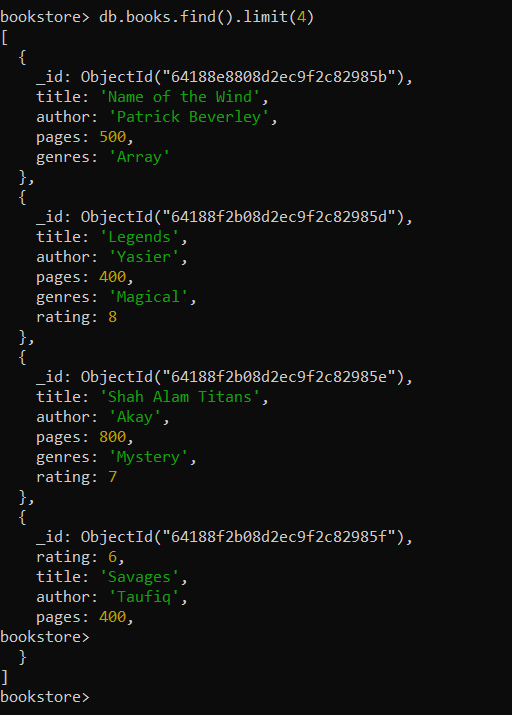 bookstore> db.books.find().limit(4)
[
  {
    _id: ObjectId("64188e8808d2ec9f2c82985b"),
    title: 'Name of the Wind',
    author: 'Patrick Beverley',
    pages: 500,
    genres: 'Array'
  },
  {
    _id: ObjectId("64188f2b08d2ec9f2c82985d"),
    title: 'Legends',
    author: 'Yasier',
    pages: 400,
    genres: 'Magical',
    rating: 8
  },
  {
    _id: ObjectId("64188f2b08d2ec9f2c82985e"),
    title: 'Shah Alam Titans',
    author: 'Akay',
    pages: 800,
    genres: 'Mystery',
    rating: 7
  },
  {
    _id: ObjectId("64188f2b08d2ec9f2c82985f"),
    rating: 6,
    title: 'Savages',
    author: 'Taufiq',
    pages: 400,
bookstore>
  }
]
bookstore>